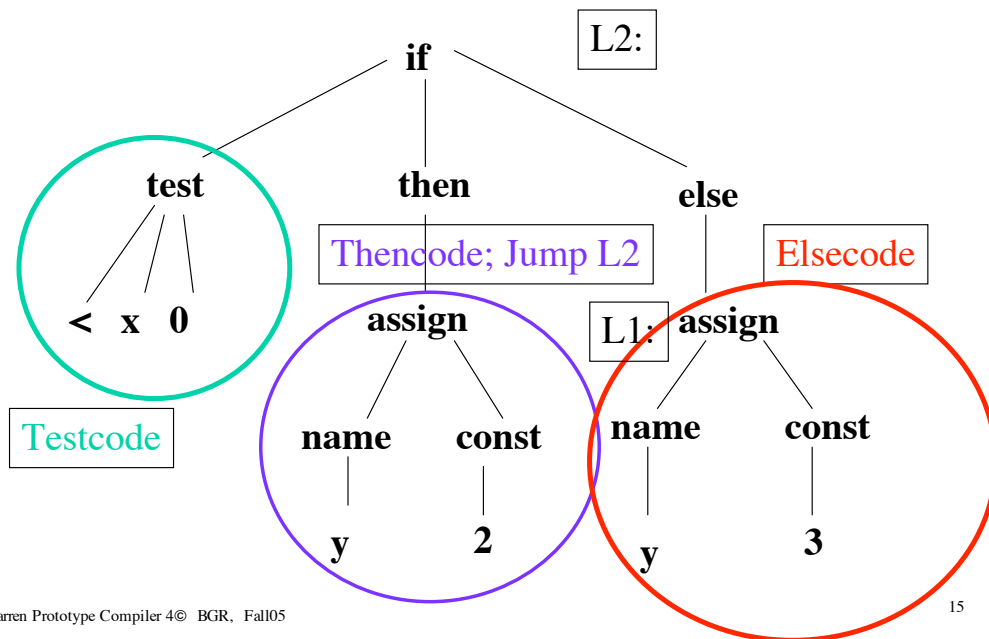 L2:
if
test then else
Thencode; Jump L2 Elsecode
< x 0 assign L1: assign
Testcode name const name const
y 2 y 3
arren Prototype Compiler 4© BGR, Fall05 15